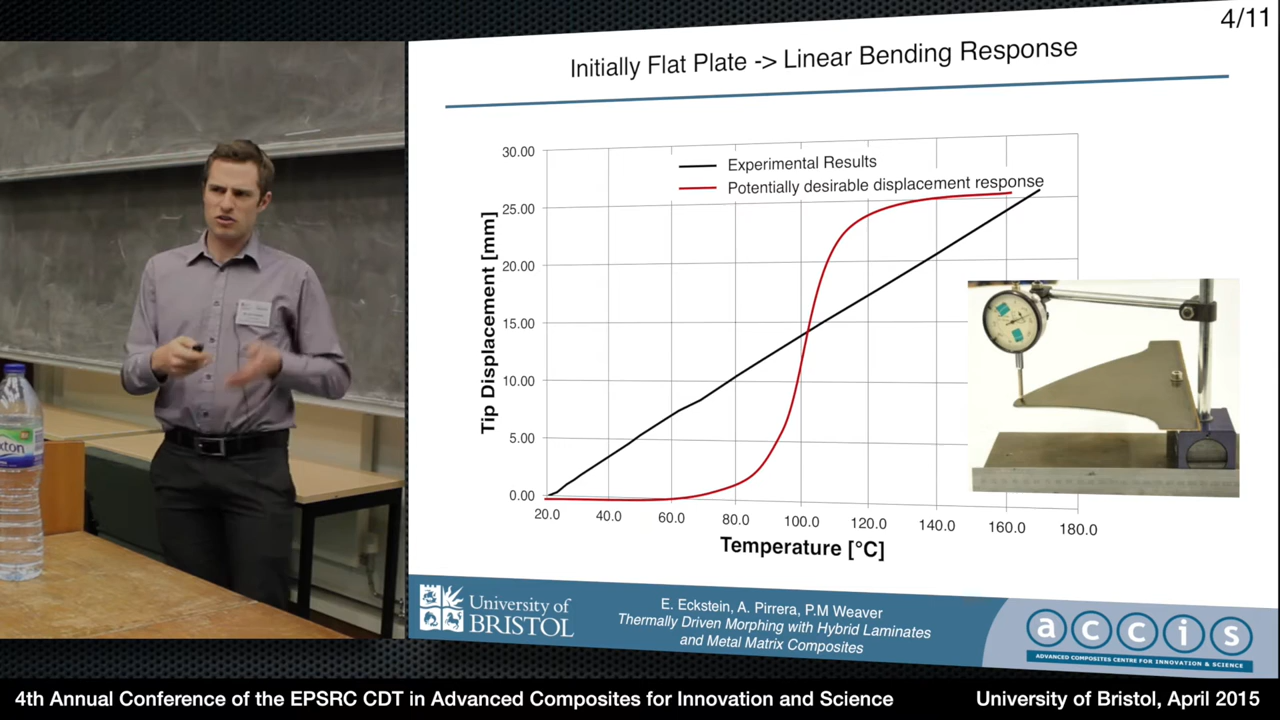 4/11
Initially Flat Plate -> Linear Bending Response
30.00
25.00
20.00
15.00
10.00
5.00
0.00
Tip Displacement [mm]
Experimental Results
Potentially desirable displacement response
20.0
40.0
60.0
80.0
100.0
120.0
140.0
160.0
180.0
Temperature [°C]
University of
BRISTOL
E. Eckstein, A. Pirrera, P.M Weaver
Thermally Driven Morphing with Hybrid Laminates
and Metal Matrix Composites
accis
ADVANCED COMPOSITES CENTRE FOR INNOVATION & SCIENCE
4th Annual Conference of the EPSRC CDT in Advanced Composites for Innovation and Science
University of Bristol, April 2015